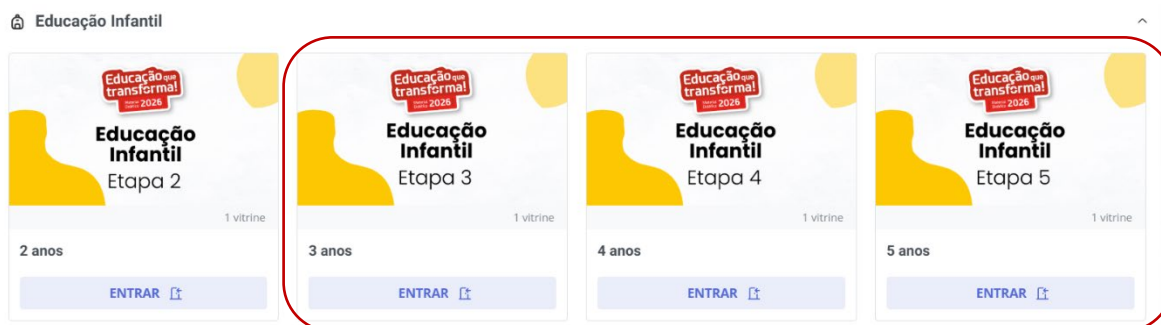 Educação Infantil
Educação que
transforma!
2026
Educação
Infantil
Etapa 2
1 vitrine
2 anos
ENTRAR
Educação que
transforma!
2026
Educação
Infantil
Etapa 3
1 vitrine
3 anos
ENTRAR
Educação que
transforma!
2026
Educação
Infantil
Etapa 4
1 vitrine
4 anos
ENTRAR
Educação que
transforma!
2026
Educação
Infantil
Etapa 5
1 vitrine
5 anos
ENTRAR